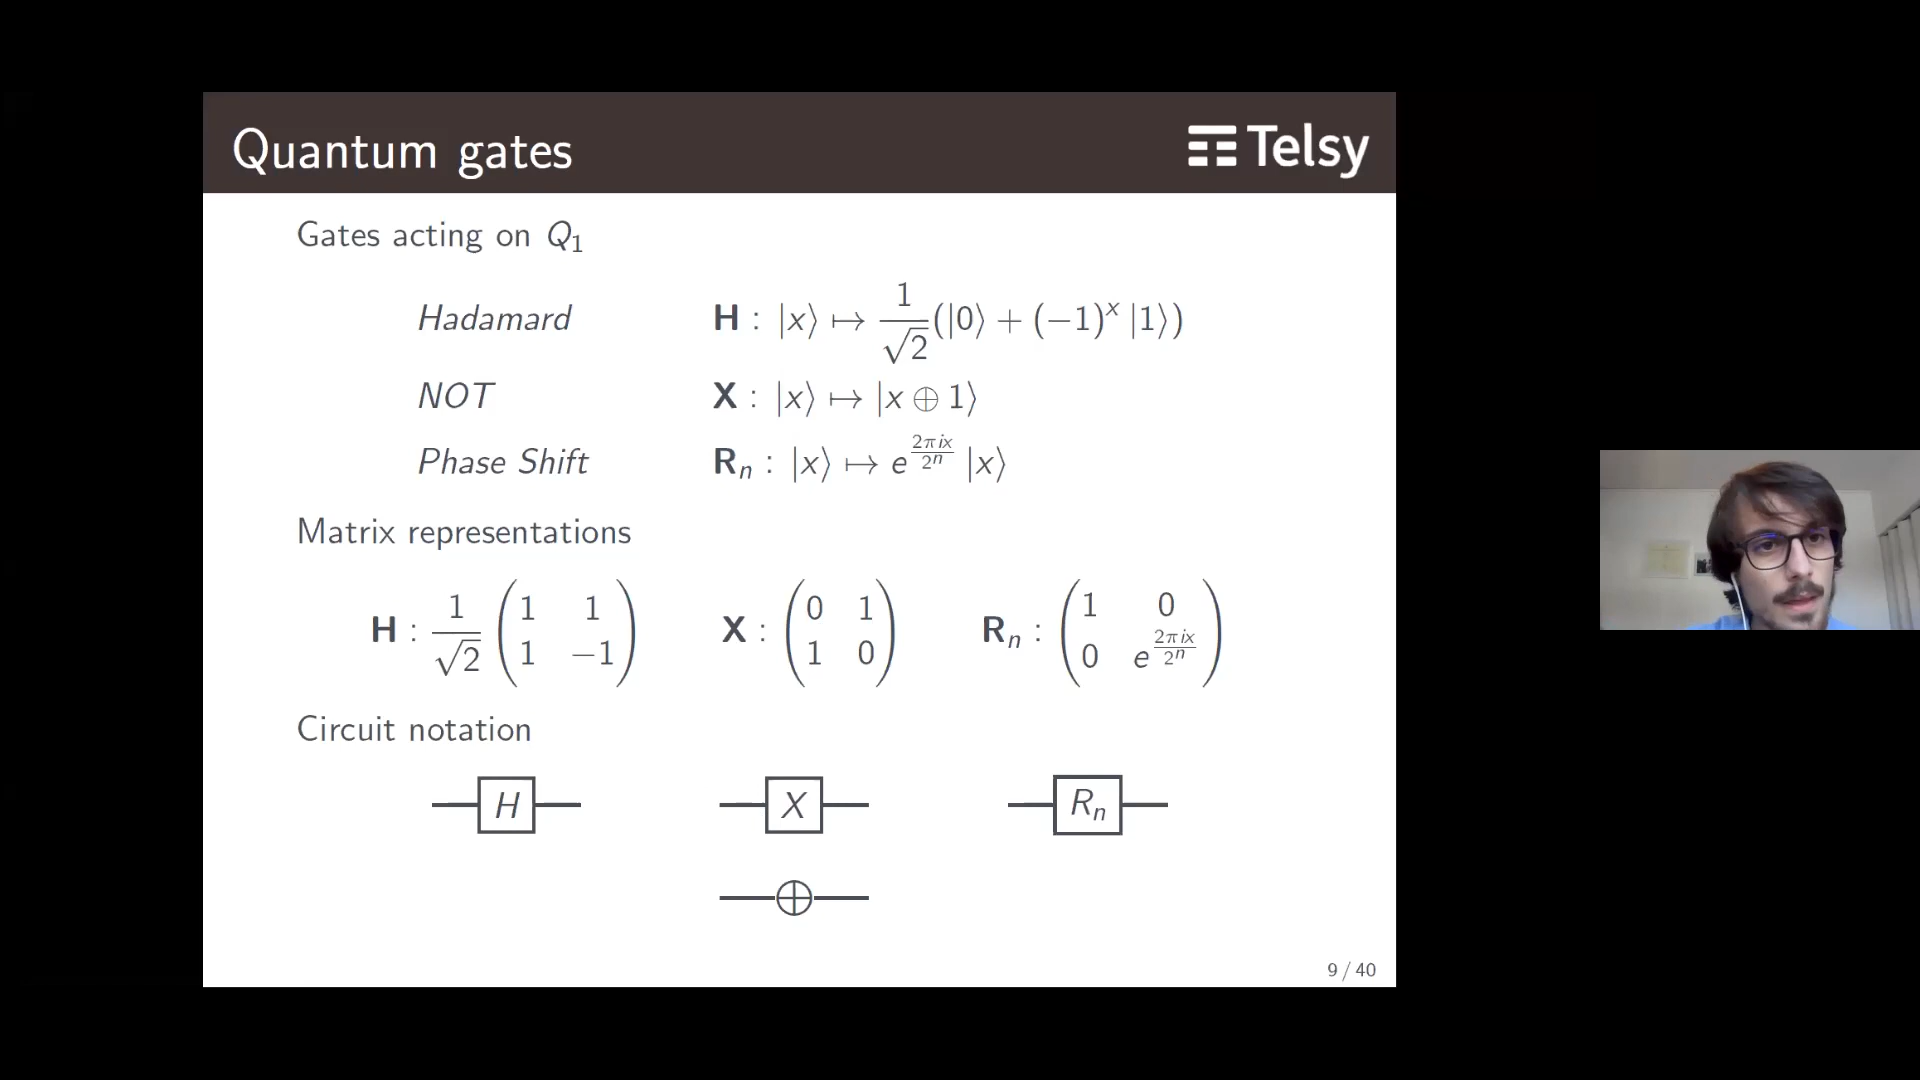 Quantum gates
Telsy
Gates acting on Q₁
Hadamard H : |x⟩ ↦ 1/√2 (|0⟩ + (−1)ˣ |1⟩)
NOT X : |x⟩ ↦ |x ⊕ 1⟩
Phase Shift Rₙ : |x⟩ ↦ e^(2πix/2ⁿ) |x⟩
Matrix representations
H : 1/√2 (1 1; 1 −1) X : (0 1; 1 0) Rₙ : (1 0; 0 e^(2πix/2ⁿ))
Circuit notation
H X Rₙ
⊕
9 / 40